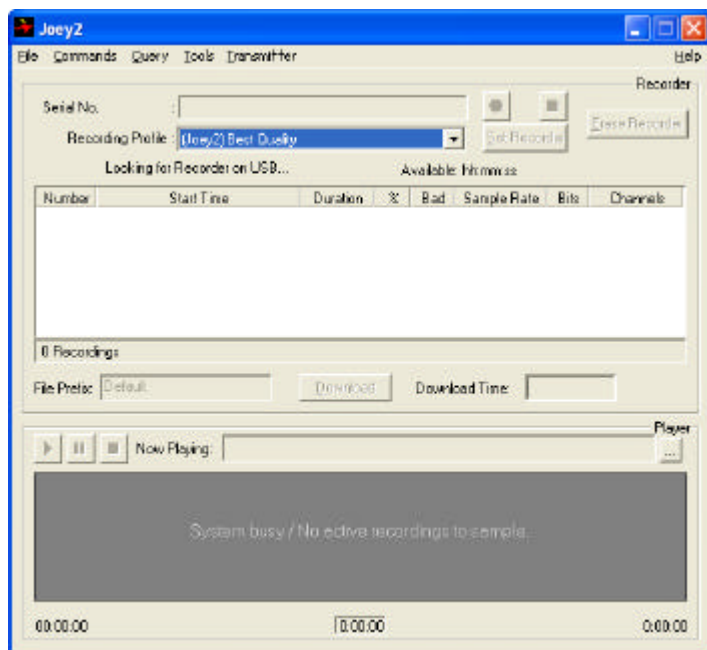 Joey2
File Commands Query Tools Transmitter Help
Recorder
Serial No. :
Erase Recorder
Recording Profile : (Joey2) Best Quality Set Recorder
Looking for Recorder on USB... Available: hh:mm:ss
Number Start Time Duration % Bad Sample Rate Bits Channels
0 Recordings
File Prefix: Default Download Download Time:
Player
Now Playing: ...
System busy / No active recordings to sample.
00:00:00 0:00:00 0:00:00